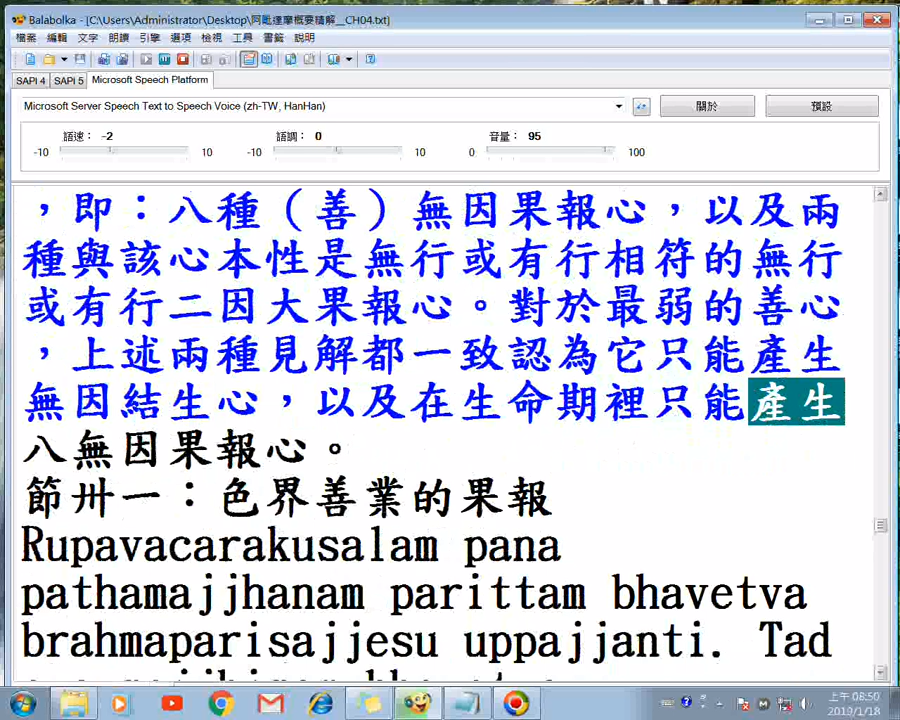 Balabolka - [C:\Users\Administrator\Desktop\阿毗達摩概要精解__CH04.txt]
檔案 編輯 文字 朗讀 引擎 選項 檢視 工具 書籤 說明
SAPI 4 SAPI 5 Microsoft Speech Platform
Microsoft Server Speech Text to Speech Voice (zh-TW, HanHan) 關於 預設
語速： -2 語調： 0 音量： 95
-10 10 -10 10 0 100
，即：八種（善）無因果報心，以及兩
種與該心本性是無行或有行相符的無行
或有行二因大果報心。對於最弱的善心
，上述兩種見解都一致認為它只能產生
無因結生心，以及在生命期裡只能產生
八無因果報心。
節卅一：色界善業的果報
Rupavacarakusalam pana
pathamajjhanam parittam bhavetva
brahmaparisajjesu uppajjanti. Tad
上午 08:50
2019/1/18